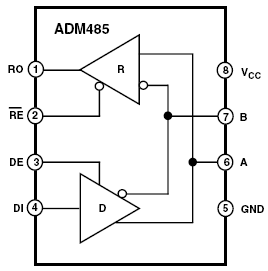 ADM485
RO 1
R
8 VCC
RE 2
7 B
DE 3
6 A
DI 4
D
5 GND